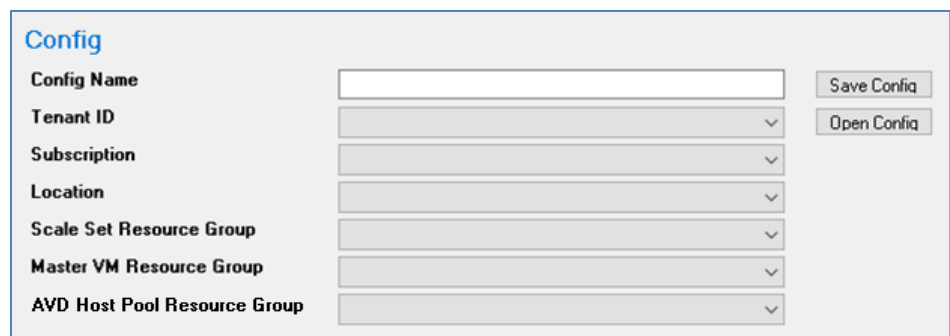 Config
Config Name
Save Config
Tenant ID
Open Config
Subscription
Location
Scale Set Resource Group
Master VM Resource Group
AVD Host Pool Resource Group